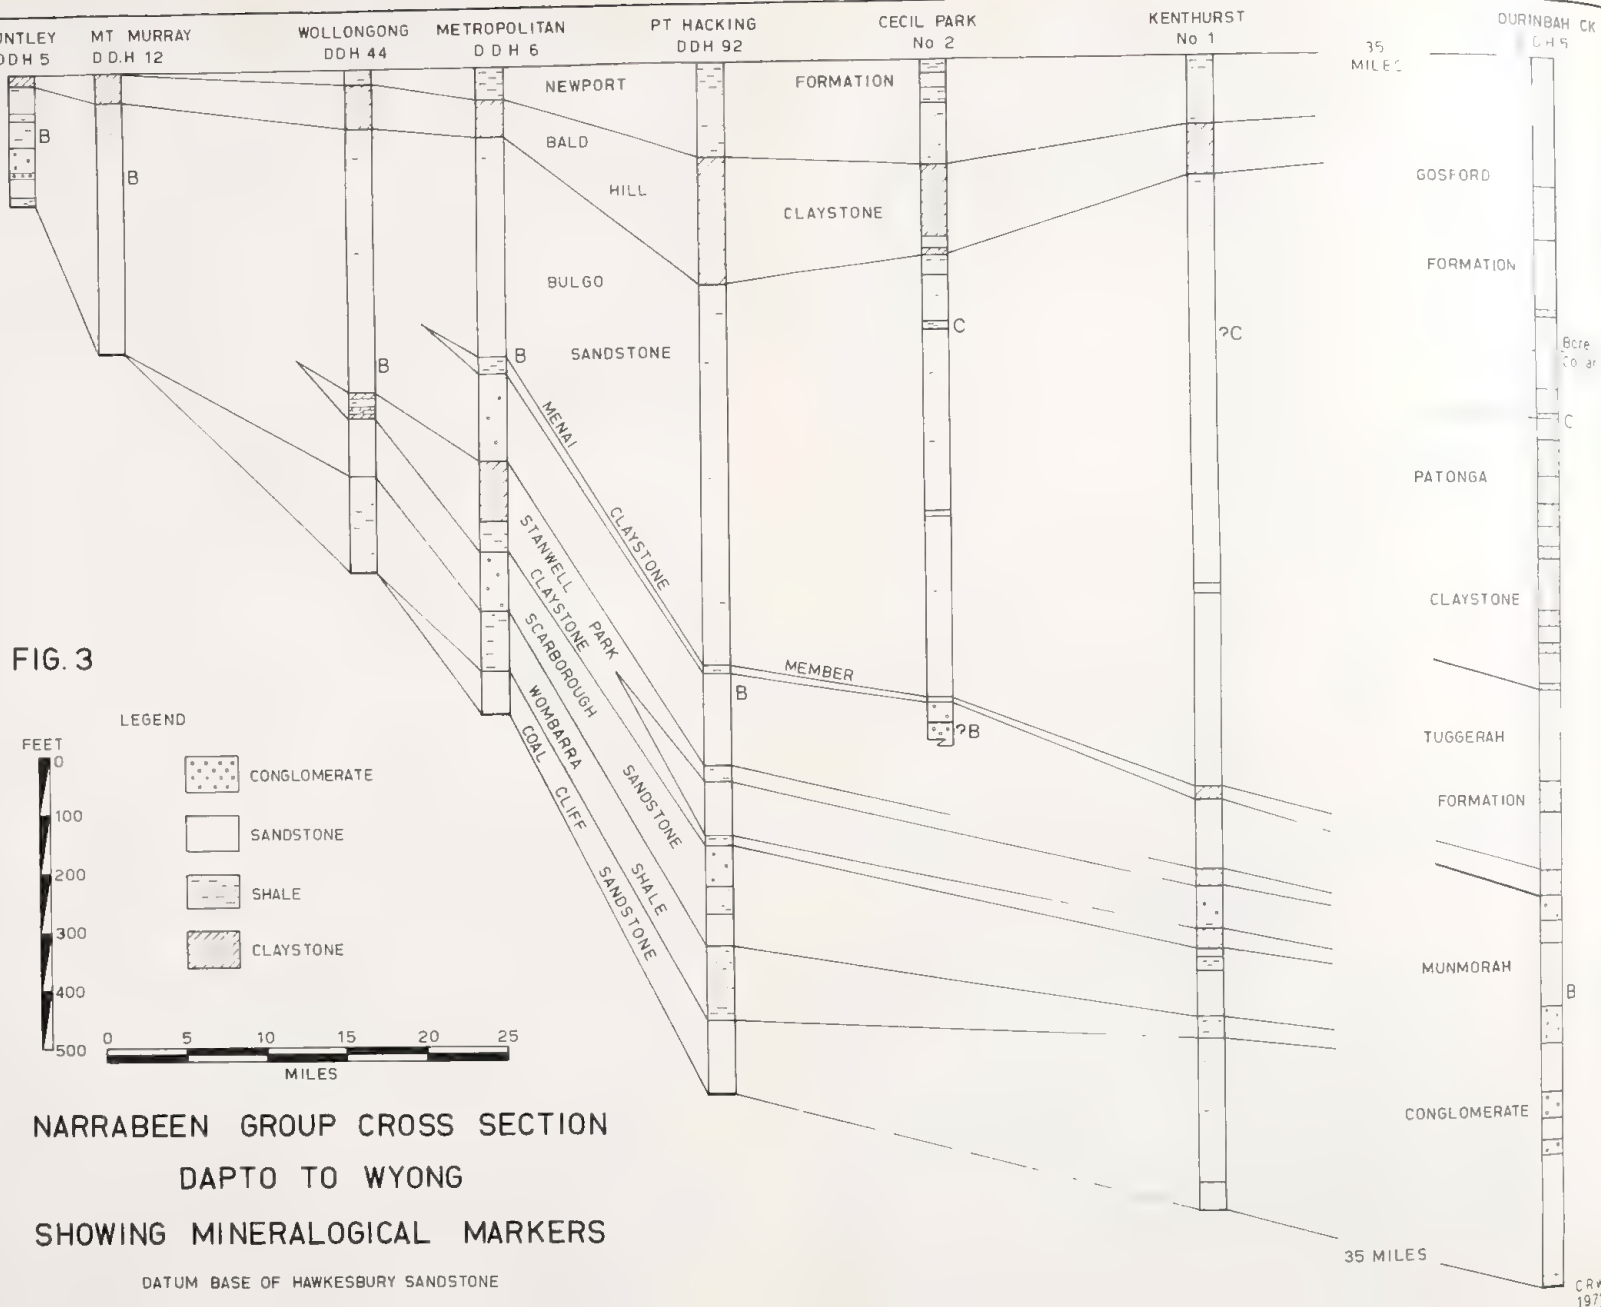 DDH 5
MT. MURRAY
D.D.H 12
WOLLONGONG
DDH 44
METROPOLITAN
D D H 6
PT HACKING
DDH 92
CECIL PARK
No 2
KENTHURST
No 1
35
MILES
DURINBAH CK
NEWPORT FORMATION
BALD HILL CLAYSTONE
BULGO SANDSTONE
MENAI CLAYSTONE MEMBER
STANWELL PARK
CLAYSTONE
SCARBOROUGH SANDSTONE
WOMBARRA SHALE
COAL CLIFF SANDSTONE
B
B
B
B
B
C
?B
?C
GOSFORD
FORMATION
Bore
C
PATONGA
CLAYSTONE
TUGGERAH
FORMATION
MUNMORAH
B
CONGLOMERATE
35 MILES
FIG. 3
LEGEND
FEET
0
100
200
300
400
500
CONGLOMERATE
SANDSTONE
SHALE
CLAYSTONE
0 5 10 15 20 25
MILES
NARRABEEN GROUP CROSS SECTION
DAPTO TO WYONG
SHOWING MINERALOGICAL MARKERS
DATUM BASE OF HAWKESBURY SANDSTONE